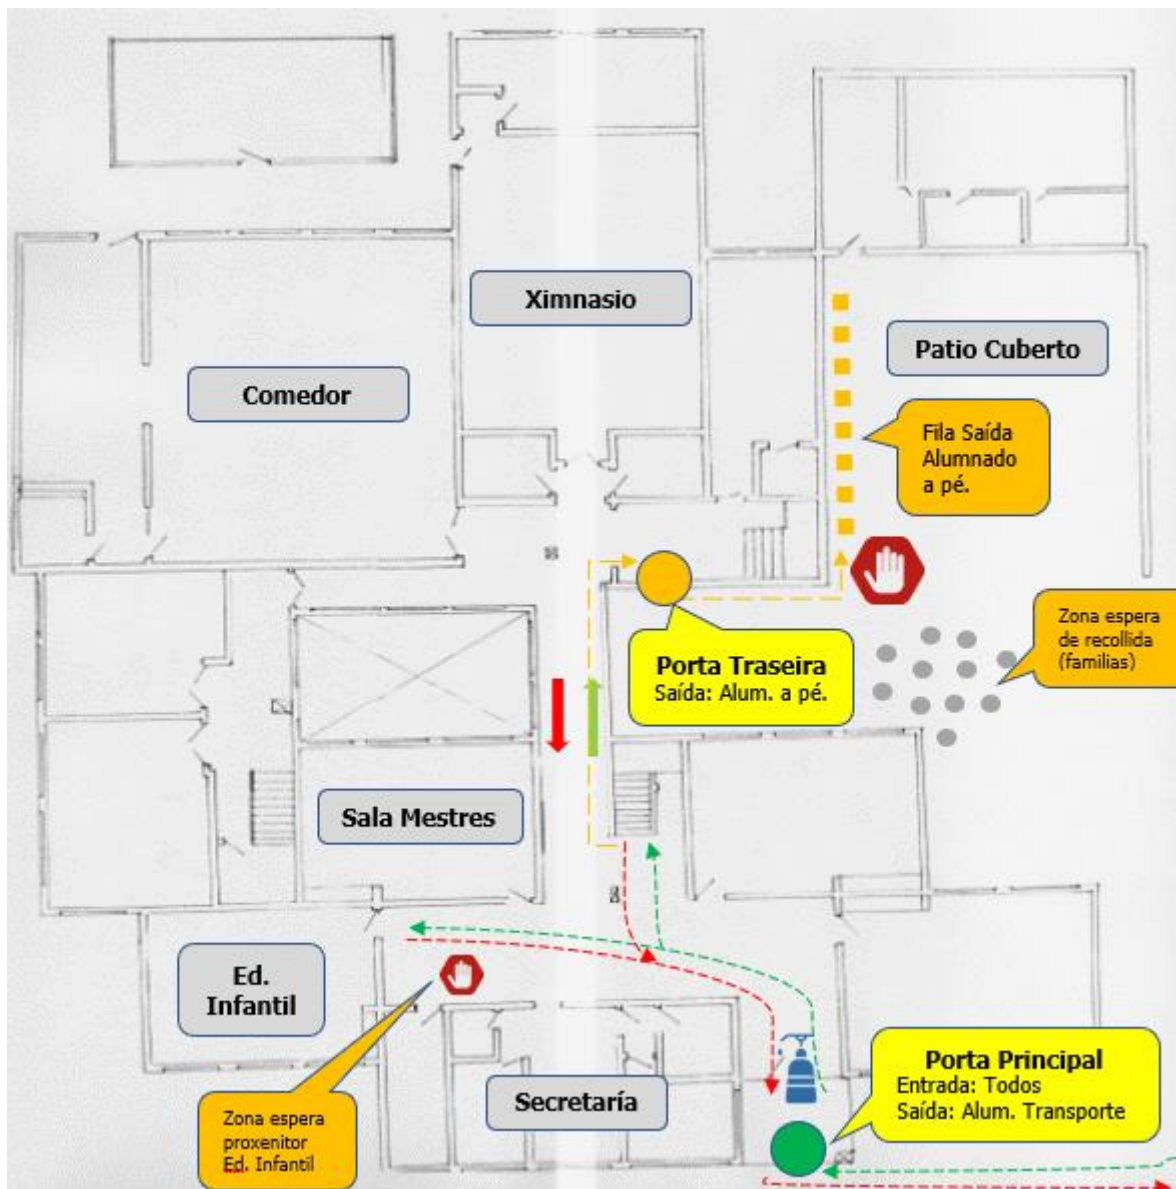 Ximnasio
Patio Cuberto
Comedor
Fila Saída
Alumnado
a pé.
Zona espera
de recollida
(familias)
Porta Traseira
Saída: Alum. a pé.
Sala Mestres
Ed.
Infantil
Porta Principal
Entrada: Todos
Saída: Alum. Transporte
Secretaría
Zona espera
proxenitor
Ed. Infantil